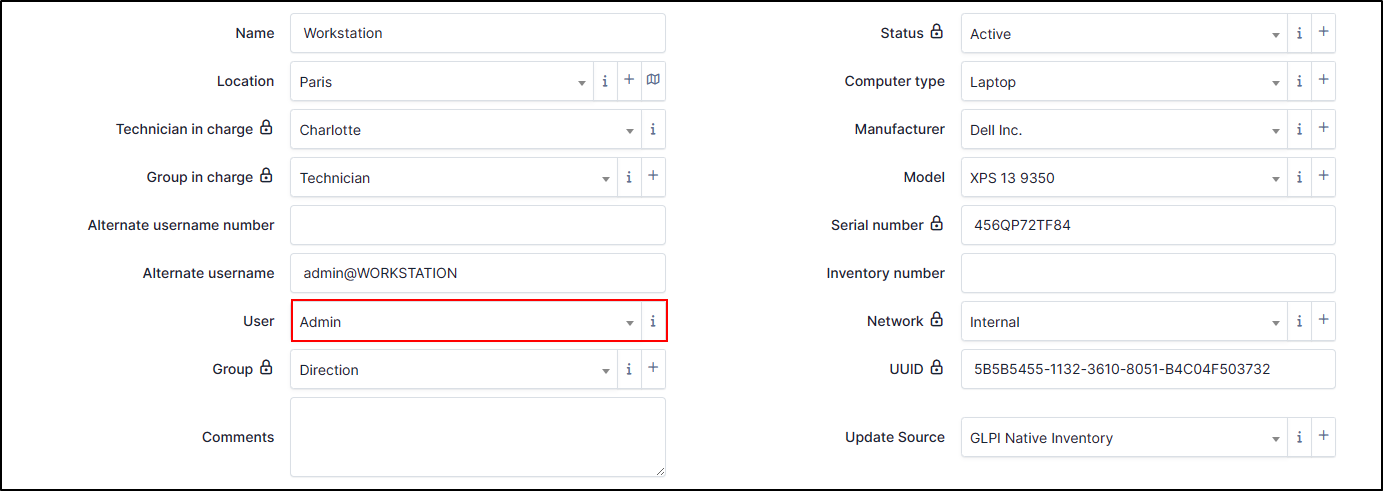 Name Workstation
Status Active
Location Paris
Computer type Laptop
Technician in charge Charlotte
Manufacturer Dell Inc.
Group in charge Technician
Model XPS 13 9350
Alternate username number
Serial number 456QP72TF84
Alternate username admin@WORKSTATION
Inventory number
User Admin
Network Internal
Group Direction
UUID 5B5B5455-1132-3610-8051-B4C04F503732
Comments
Update Source GLPI Native Inventory